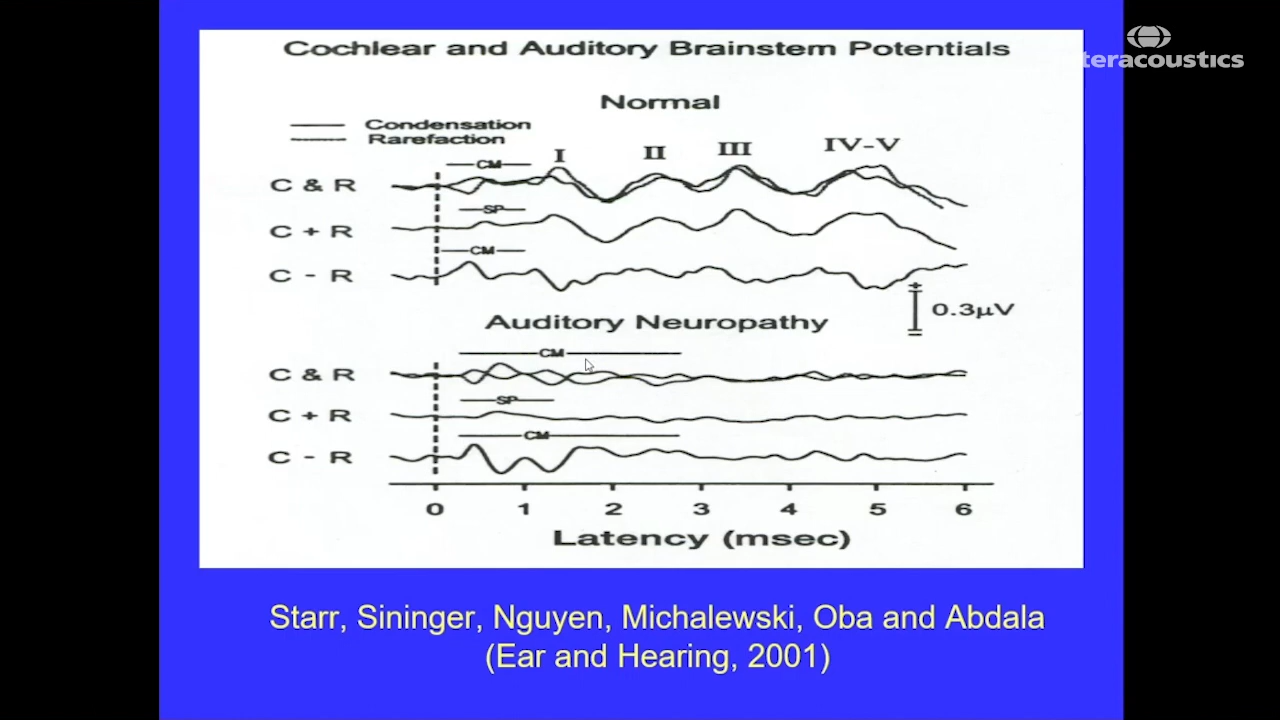 Cochlear and Auditory Brainstem Potentials
teracoustics
Normal
Condensation
Rarefaction
CM
I
II
III
IV-V
C & R
SP
C + R
CM
C - R
+
0.3µV
−
Auditory Neuropathy
CM
C & R
SP
C + R
CM
C - R
0 1 2 3 4 5 6
Latency (msec)
Starr, Sininger, Nguyen, Michalewski, Oba and Abdala
(Ear and Hearing, 2001)